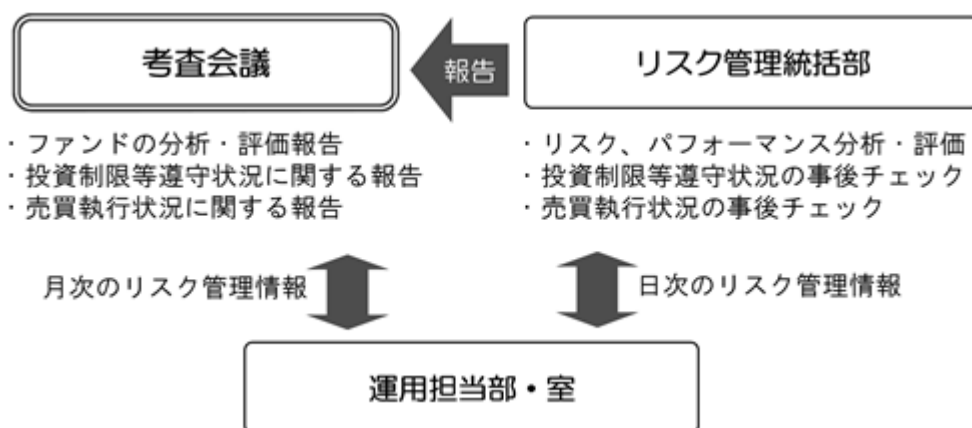 考査会議
報告
リスク管理統括部
・ファンドの分析・評価報告
・投資制限等遵守状況に関する報告
・売買執行状況に関する報告
・リスク、パフォーマンス分析・評価
・投資制限等遵守状況の事後チェック
・売買執行状況の事後チェック
月次のリスク管理情報
日次のリスク管理情報
運用担当部・室